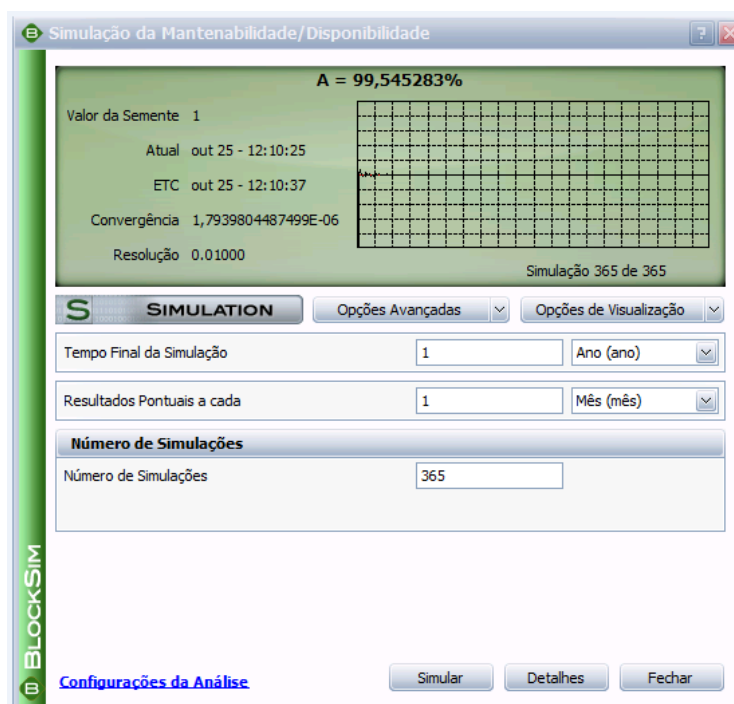 Simulação da Mantenabilidade/Disponibilidade
A = 99,545283%
Valor da Semente 1
Atual out 25 - 12:10:25
ETC out 25 - 12:10:37
Convergência 1,7939804487499E-06
Resolução 0.01000
Simulação 365 de 365
S SIMULATION
Opções Avançadas
Opções de Visualização
Tempo Final da Simulação 1 Ano (ano)
Resultados Pontuais a cada 1 Mês (mês)
Número de Simulações
Número de Simulações 365
Configurações da Análise
Simular
Detalhes
Fechar
BLOCKSIM